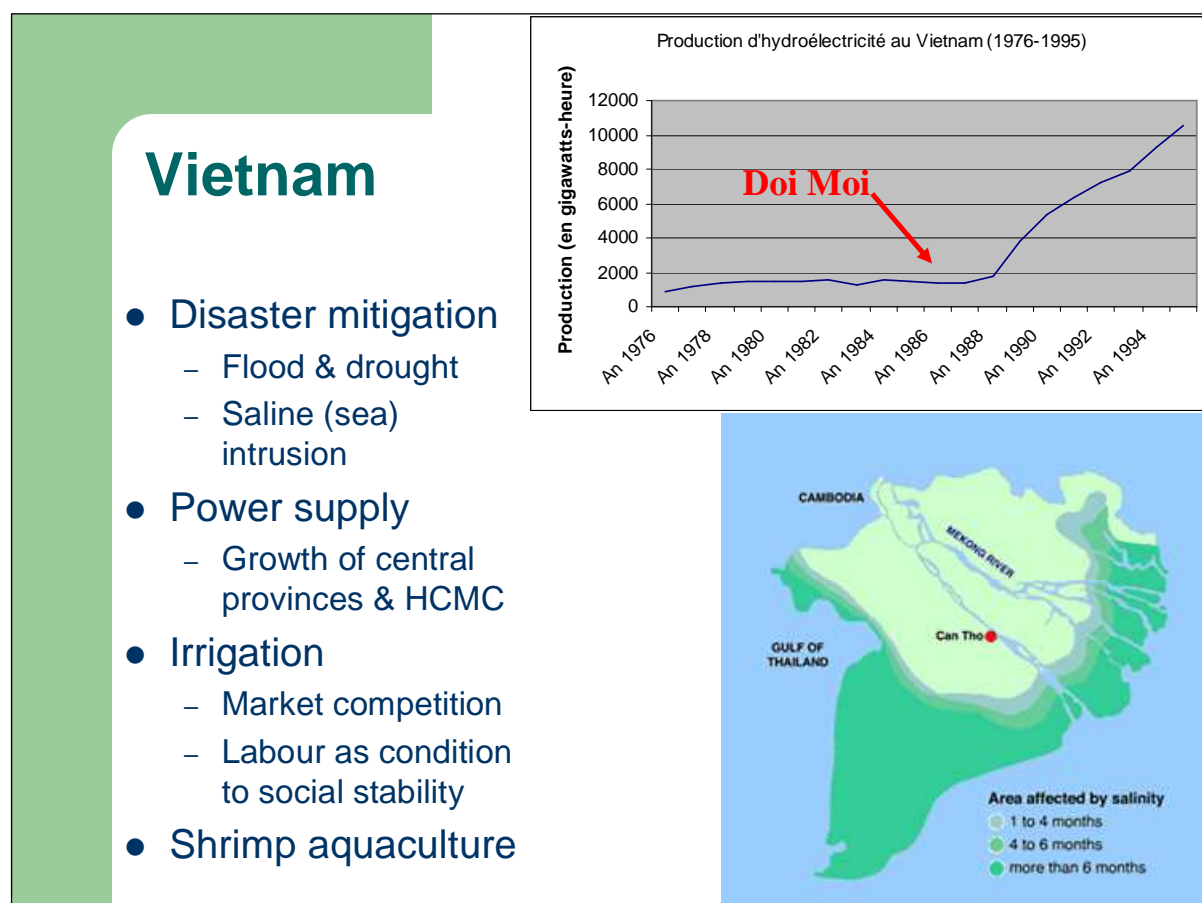 Vietnam
● Disaster mitigation
– Flood & drought
– Saline (sea)
intrusion
● Power supply
– Growth of central
provinces & HCMC
● Irrigation
– Market competition
– Labour as condition
to social stability
● Shrimp aquaculture
Production d'hydroélectricité au Vietnam (1976-1995)
Production (en gigawatts-heure)
12000
10000
8000
6000
4000
2000
0
Doi Moi
An 1976
An 1978
An 1980
An 1982
An 1984
An 1986
An 1988
An 1990
An 1992
An 1994
CAMBODIA
MEKONG RIVER
Can Tho
GULF OF
THAILAND
Area affected by salinity
1 to 4 months
4 to 6 months
more than 6 months